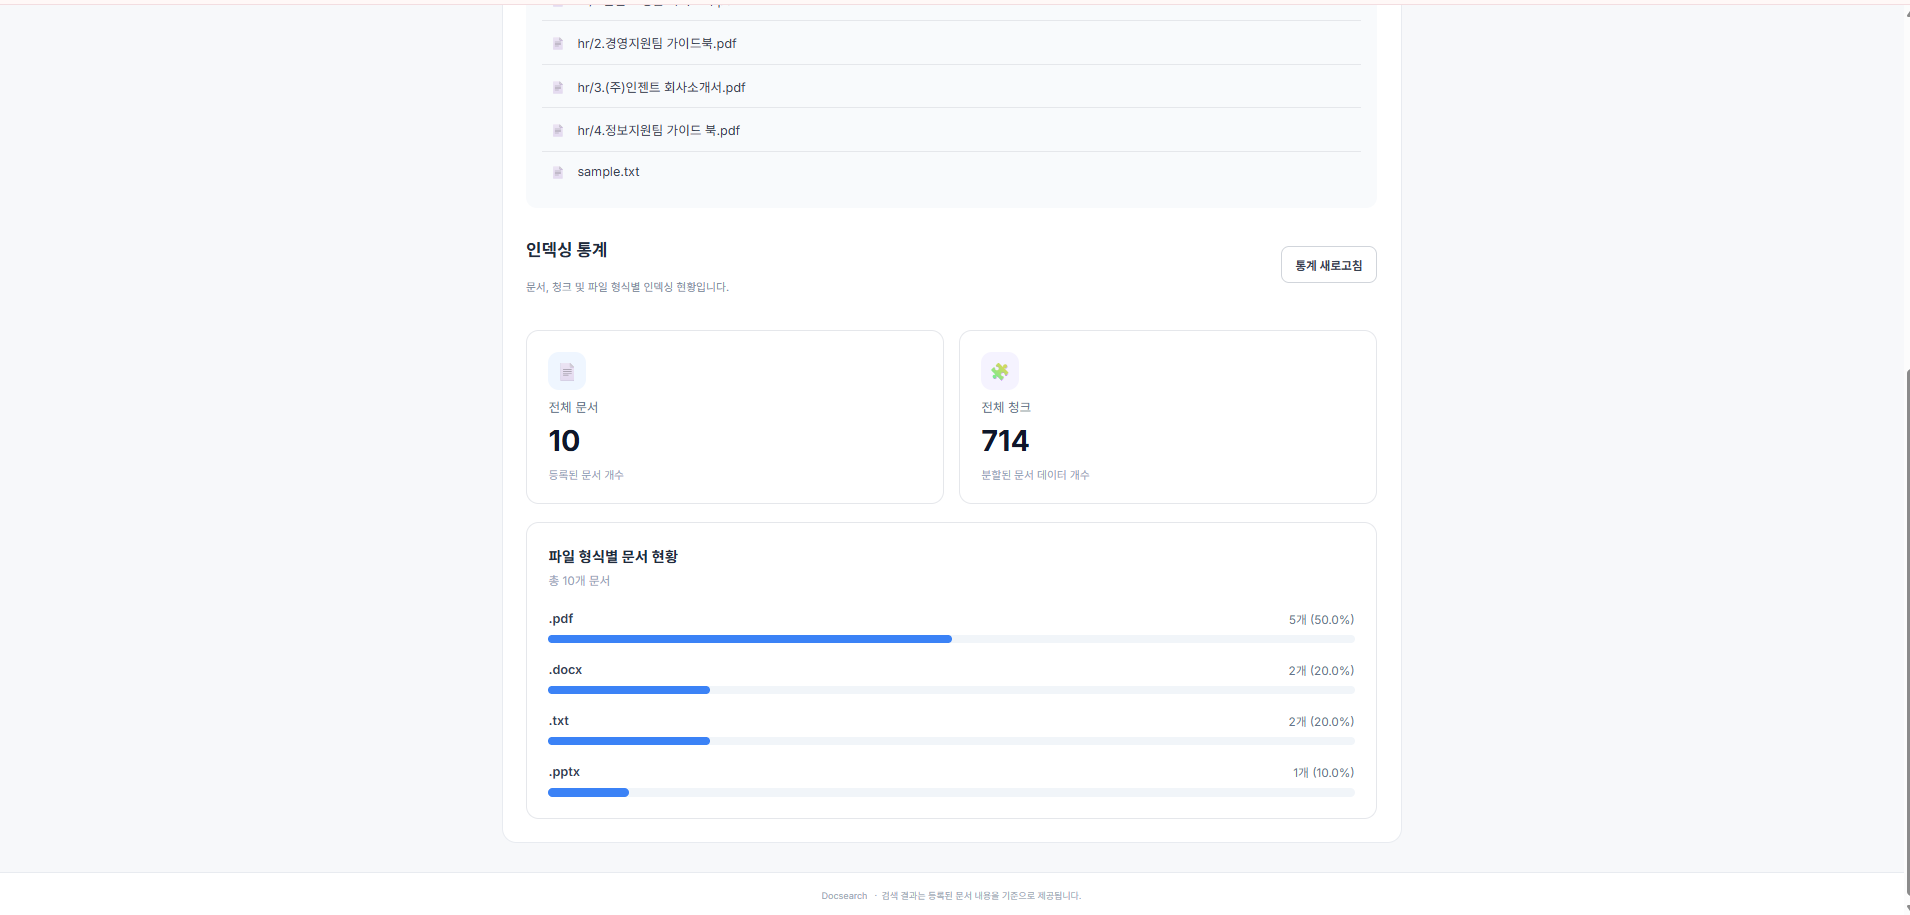 hr/2.경영지원팀 가이드북.pdf
hr/3.(주)인젠트 회사소개서.pdf
hr/4.정보지원팀 가이드 북.pdf
sample.txt
인덱싱 통계
통계 새로고침
문서, 청크 및 파일 형식별 인덱싱 현황입니다.
전체 문서
10
등록된 문서 개수
전체 청크
714
분할된 문서 데이터 개수
파일 형식별 문서 현황
총 10개 문서
.pdf
5개 (50.0%)
.docx
2개 (20.0%)
.txt
2개 (20.0%)
.pptx
1개 (10.0%)
Docsearch · 검색 결과는 등록된 문서 내용을 기준으로 제공됩니다.